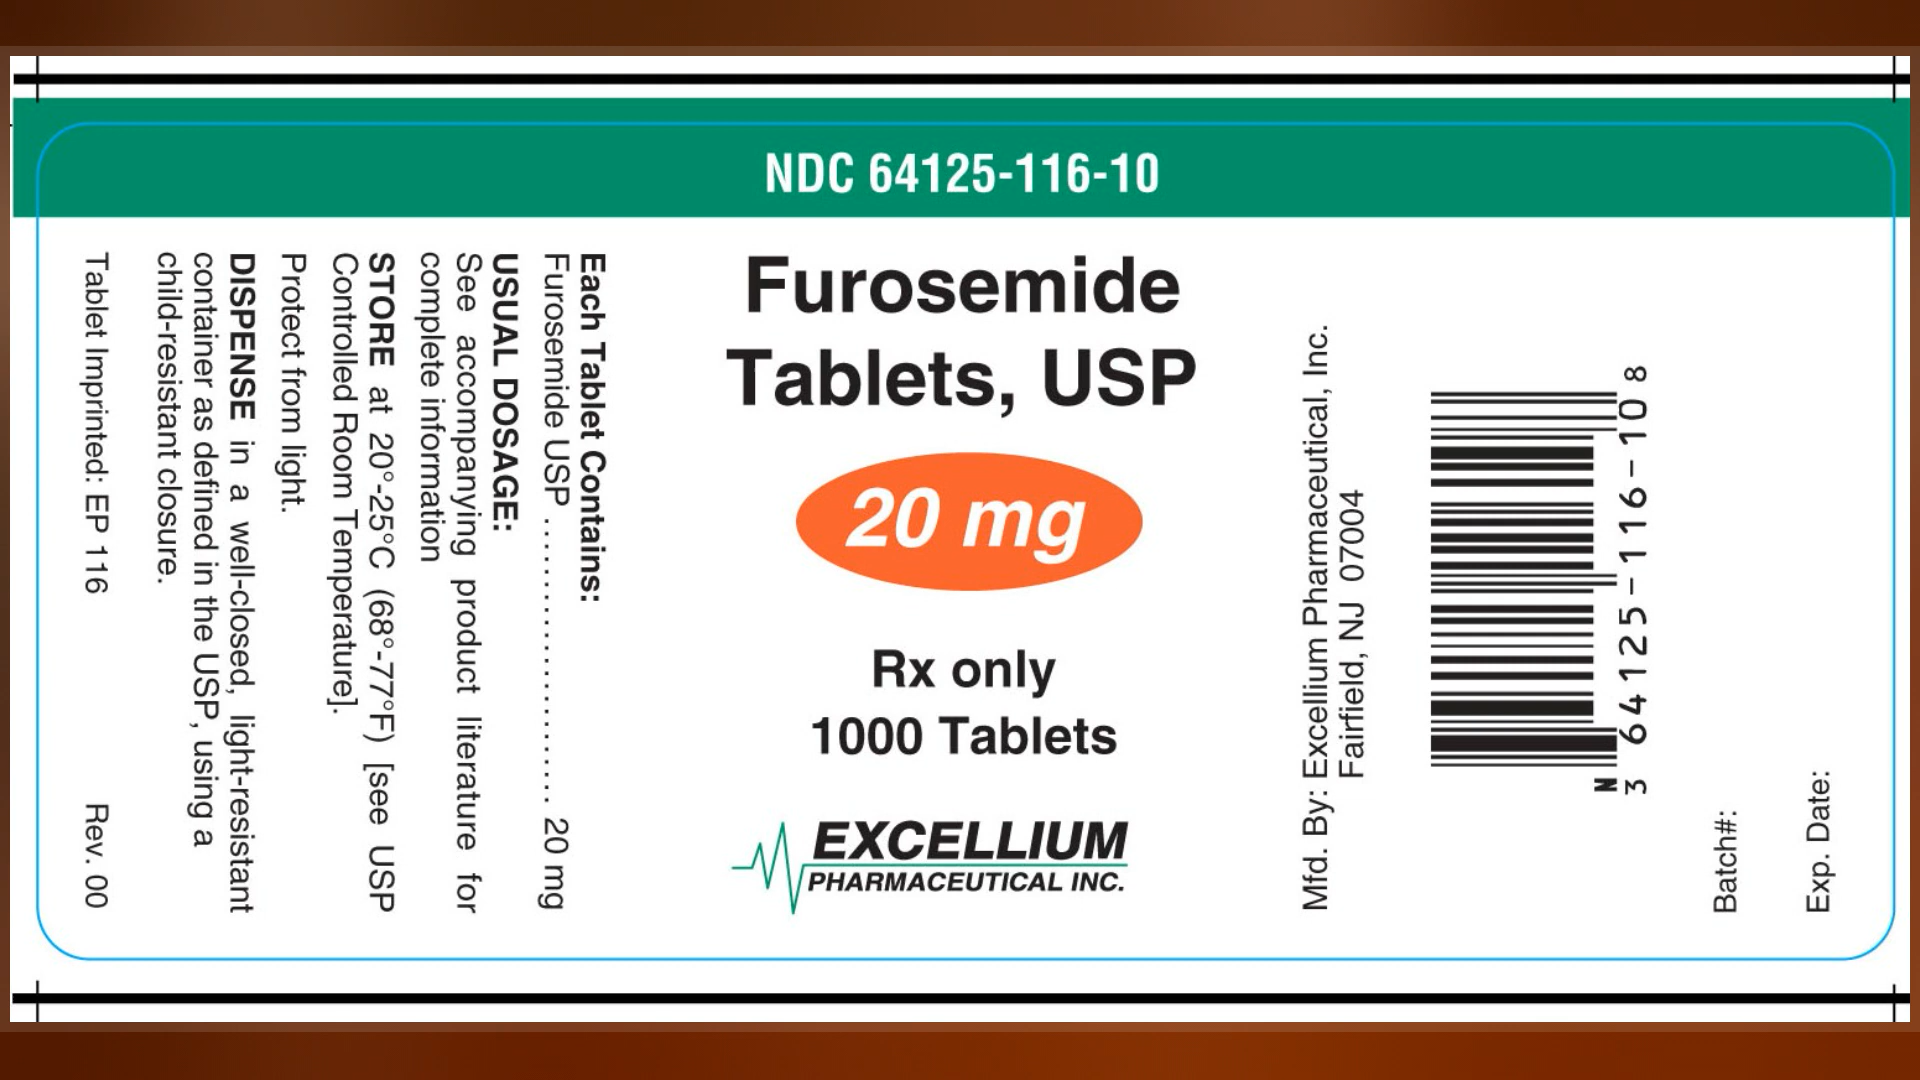 NDC 64125-116-10
Each Tablet Contains:
Furosemide USP ............................ 20 mg
USUAL DOSAGE:
See accompanying product literature for
complete information
STORE at 20°-25°C (68°-77°F) [see USP
Controlled Room Temperature].
Protect from light.
DISPENSE in a well-closed, light-resistant
container as defined in the USP, using a
child-resistant closure.
Tablet Imprinted: EP 116 Rev. 00
Furosemide
Tablets, USP
20 mg
Rx only
1000 Tablets
EXCELLIUM
PHARMACEUTICAL INC.
Mfd. By: Excellium Pharmaceutical, Inc.
Fairfield, NJ 07004
N
3 64125-116-10 8
Batch#:
Exp. Date: